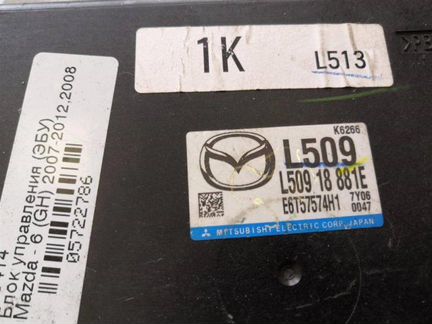 1K
L513
K6266
L509
L509 18 881E
E6T57574H1
7Y06
0047
MITSUBISHI ELECTRIC CORP. JAPAN
Блок управления (ЭБУ)
Mazda - 6 (GH) 2007-2012,2008
05722786